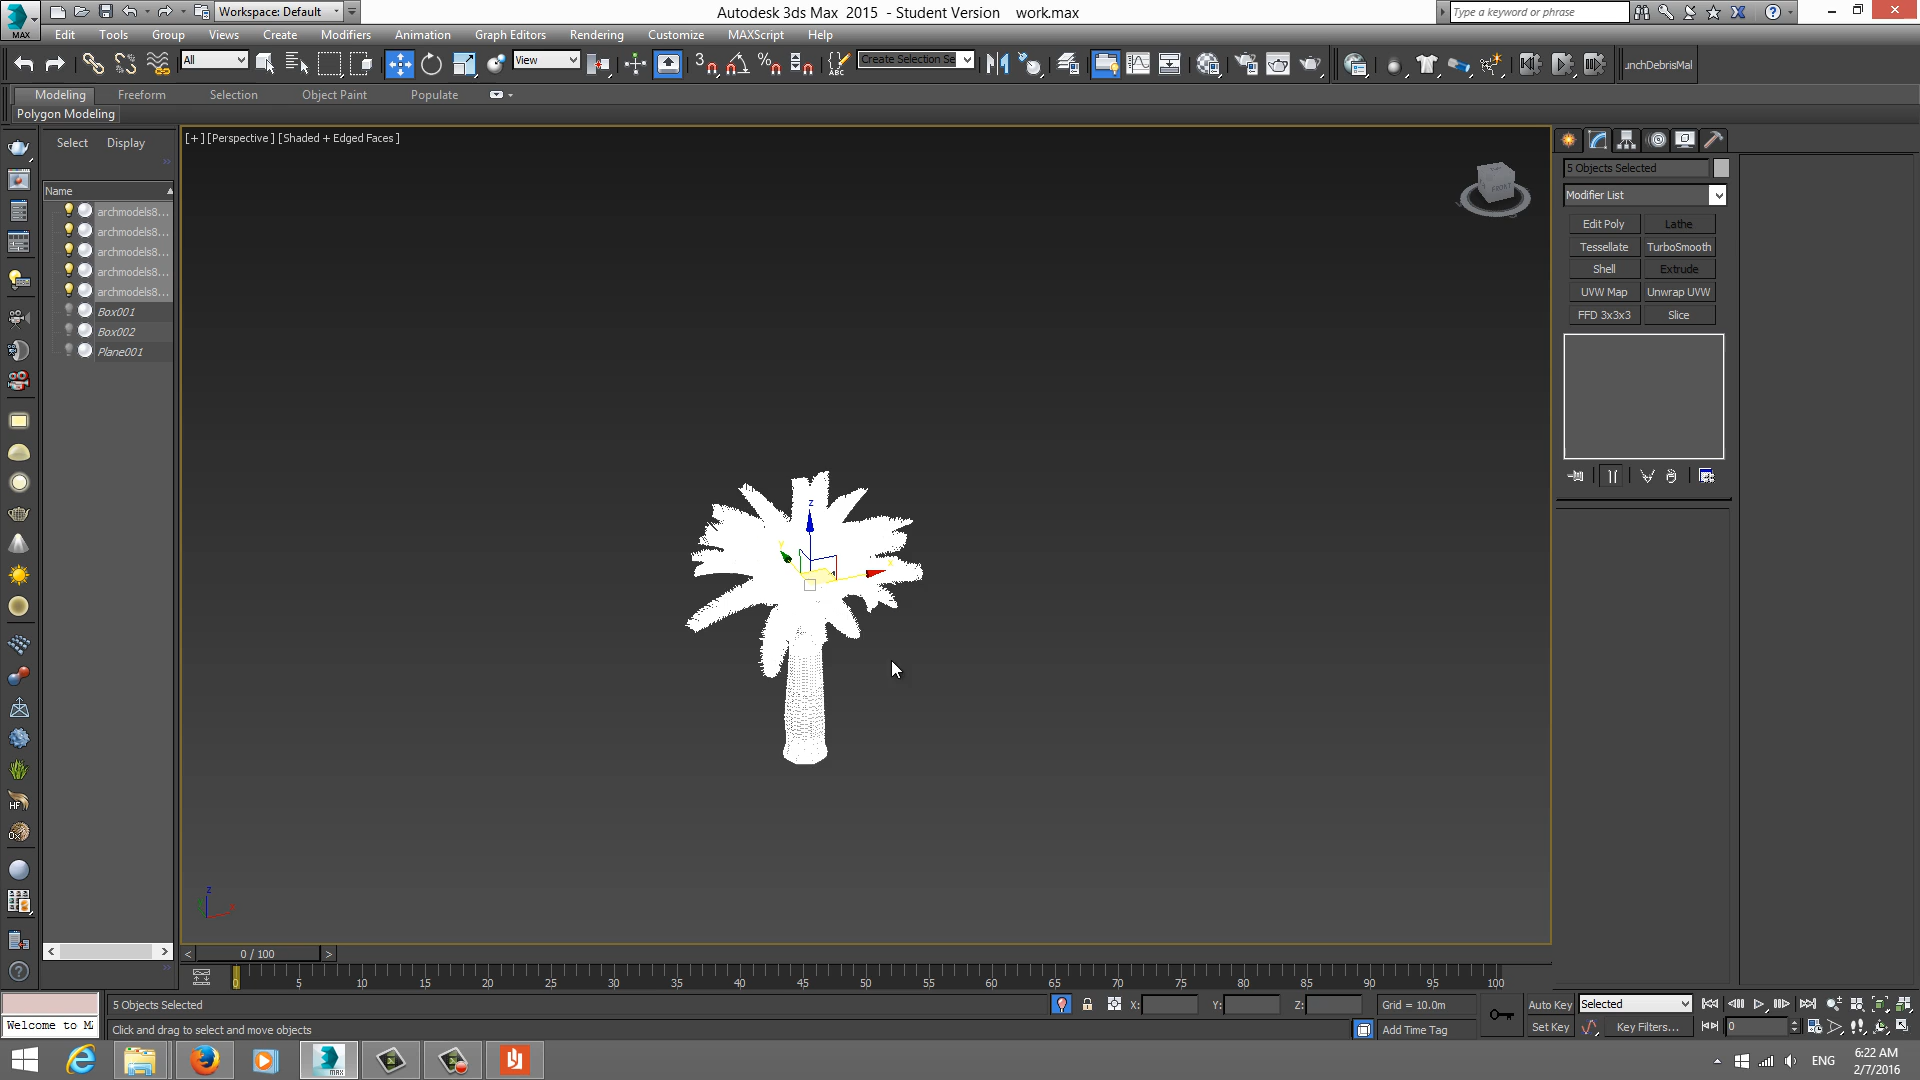 Workspace: Default
Autodesk 3ds Max 2015 - Student Version work.max
Type a keyword or phrase
MAX
Edit Tools Group Views Create Modifiers Animation Graph Editors Rendering Customize MAXScript Help
All
View
3
ABC
Create Selection Se
unchDebrisMal
Modeling Freeform Selection Object Paint Populate
Polygon Modeling
Select Display
Name
archmodels8...
archmodels8...
archmodels8...
archmodels8...
archmodels8...
Box001
Box002
Plane001
[+] [Perspective] [Shaded + Edged Faces]
FRONT
z
y
x
z
5 Objects Selected
Modifier List
Edit Poly Lathe
Tessellate TurboSmooth
Shell Extrude
UVW Map Unwrap UVW
FFD 3x3x3 Slice
HF
0 / 100
0 5 10 15 20 25 30 35 40 45 50 55 60 65 70 75 80 85 90 95 100
5 Objects Selected
X: Y: Z: Grid = 10.0m
Auto Key Selected
Welcome to M
Click and drag to select and move objects
Add Time Tag
Set Key Key Filters... 0
MAX
ENG
6:22 AM
2/7/2016